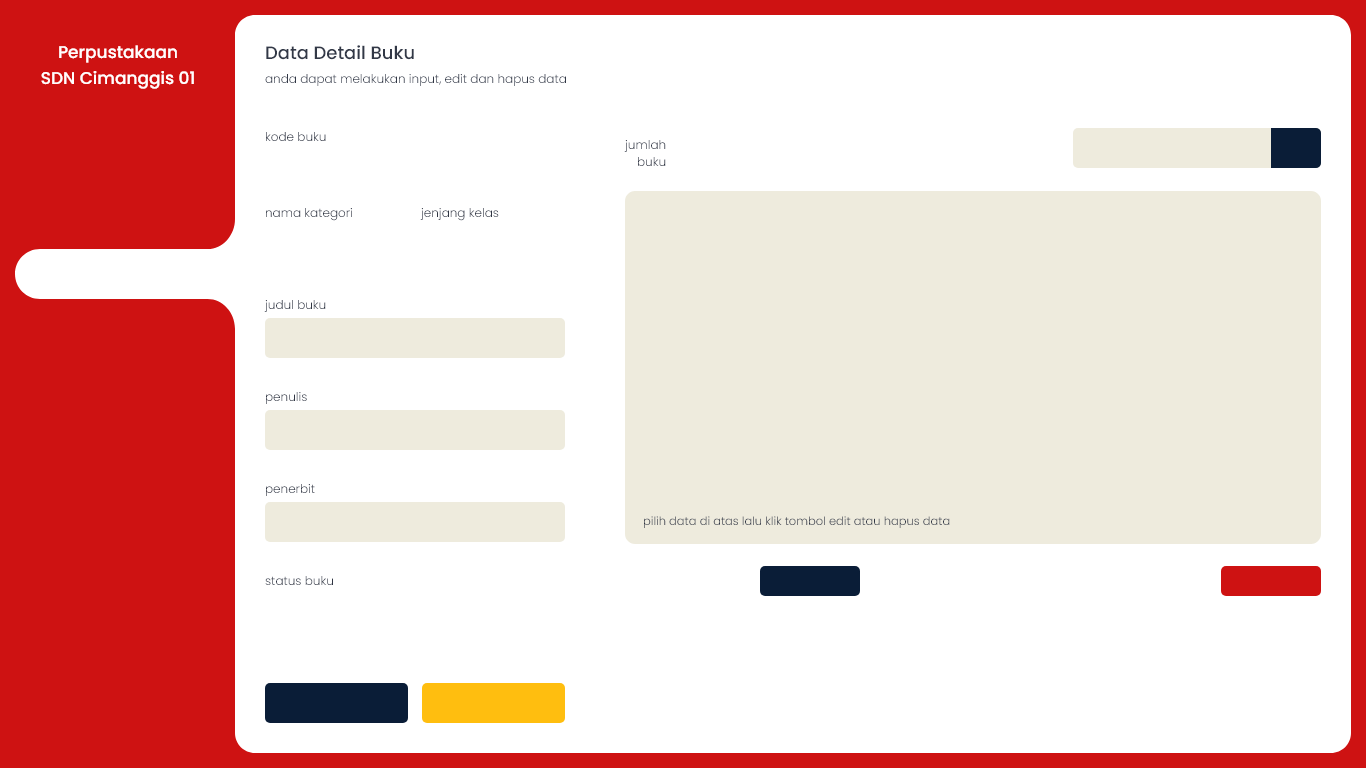 Perpustakaan
SDN Cimanggis 01
Data Detail Buku
anda dapat melakukan input, edit dan hapus data
kode buku
jumlah
buku
nama kategori
jenjang kelas
judul buku
penulis
penerbit
pilih data di atas lalu klik tombol edit atau hapus data
status buku